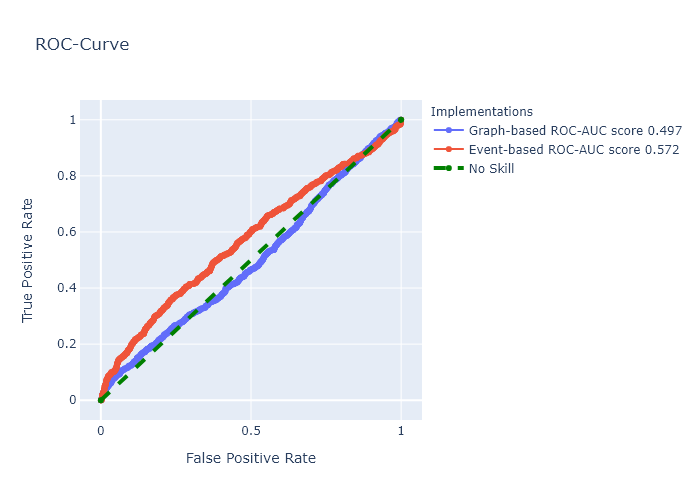 ROC-Curve
Implementations
Graph-based ROC-AUC score 0.497
Event-based ROC-AUC score 0.572
No Skill
True Positive Rate
1
0.8
0.6
0.4
0.2
0
0
0.5
1
False Positive Rate